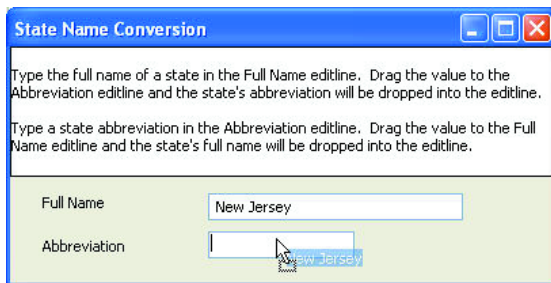 State Name Conversion
Type the full name of a state in the Full Name editline. Drag the value to the
Abbreviation editline and the state's abbreviation will be dropped into the editline.
Type a state abbreviation in the Abbreviation editline. Drag the value to the Full
Name editline and the state's full name will be dropped into the editline.
Full Name
New Jersey
Abbreviation
New Jersey